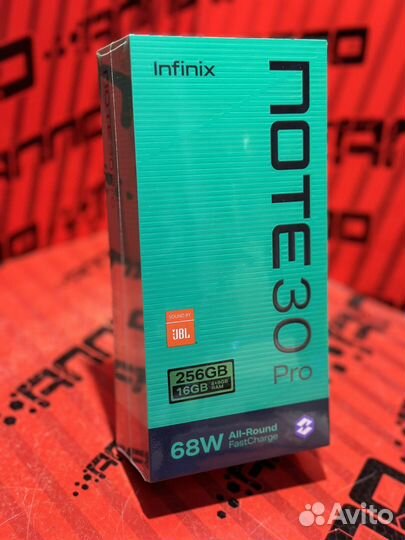 Infinix
NOTE 30
Pro
SOUND BY
JBL
256GB
16GB 8+8GB RAM
68W All-Round
FastCharge
Avito